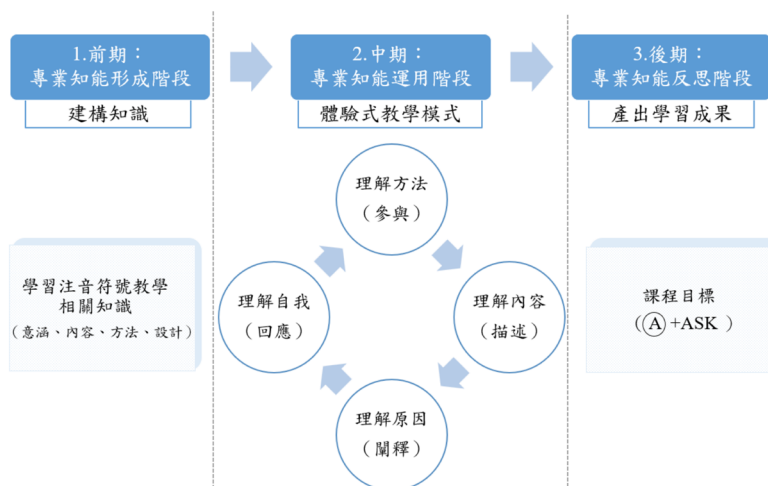 1.前期：
專業知能形成階段
建構知識
學習注音符號教學
相關知識
（意涵、內容、方法、設計）
2.中期：
專業知能運用階段
體驗式教學模式
理解方法
（參與）
理解內容
（描述）
理解原因
（闡釋）
理解自我
（回應）
3.後期：
專業知能反思階段
產出學習成果
課程目標
（Ⓐ+ASK ）